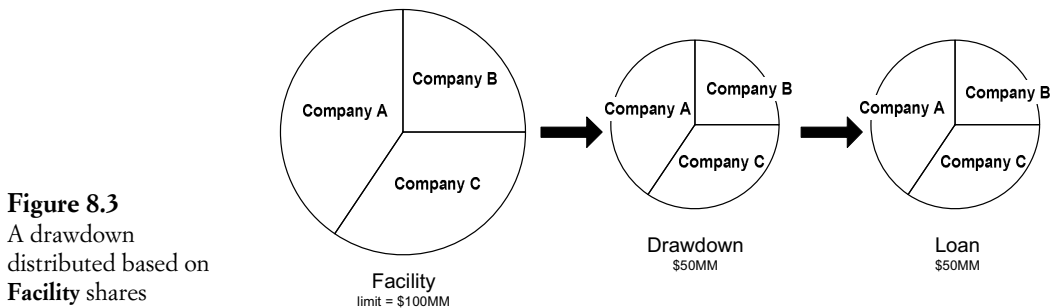 Figure 8.3
A drawdown
distributed based on
Facility shares
Company A
Company B
Company C
Facility
limit = $100MM
Company A
Company B
Company C
Drawdown
$50MM
Company A
Company B
Company C
Loan
$50MM